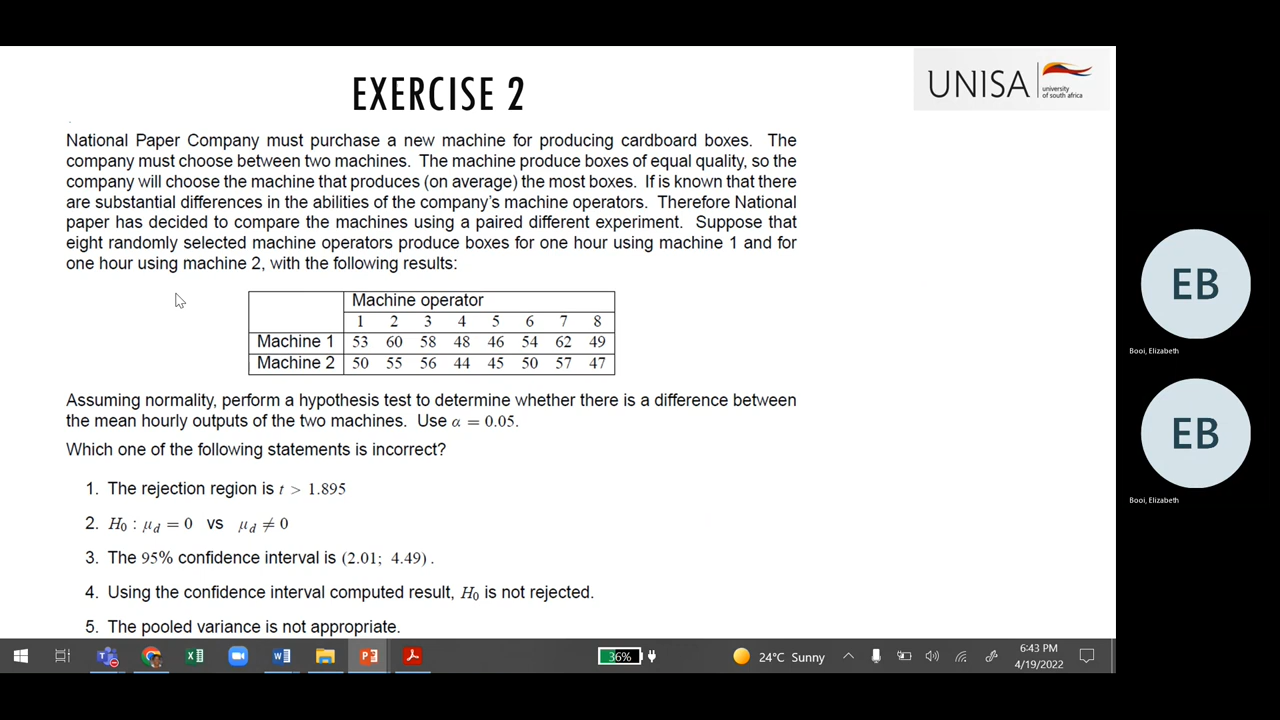 EXERCISE 2
UNISA
university
of south africa
National Paper Company must purchase a new machine for producing cardboard boxes. The
company must choose between two machines. The machine produce boxes of equal quality, so the
company will choose the machine that produces (on average) the most boxes. If is known that there
are substantial differences in the abilities of the company's machine operators. Therefore National
paper has decided to compare the machines using a paired different experiment. Suppose that
eight randomly selected machine operators produce boxes for one hour using machine 1 and for
one hour using machine 2, with the following results:
Machine operator
1 2 3 4 5 6 7 8
Machine 1 53 60 58 48 46 54 62 49
Machine 2 50 55 56 44 45 50 57 47
Assuming normality, perform a hypothesis test to determine whether there is a difference between
the mean hourly outputs of the two machines. Use α = 0.05.
Which one of the following statements is incorrect?
1. The rejection region is t > 1.895
2. H₀ : μ_d = 0 vs μ_d ≠ 0
3. The 95% confidence interval is (2.01; 4.49) .
4. Using the confidence interval computed result, H₀ is not rejected.
5. The pooled variance is not appropriate.
EB
Booi, Elizabeth
EB
Booi, Elizabeth
36%
24°C Sunny
6:43 PM
4/19/2022